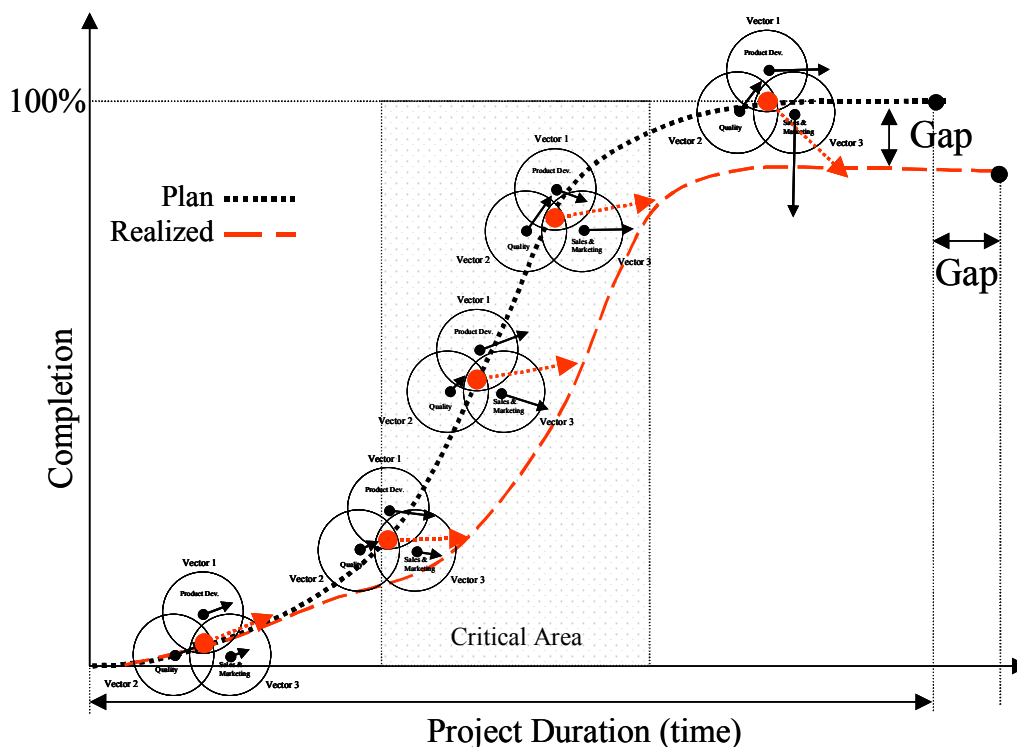 Vector 1
Product Dev.
100%
Quality
Sales &
Marketing
Vector 2
Vector 3
Gap
Vector 1
Product Dev.
Plan
Realized
Quality
Sales &
Marketing
Vector 2
Vector 3
Gap
Vector 1
Product Dev.
Quality
Sales &
Marketing
Vector 2
Vector 3
Completion
Vector 1
Product Dev.
Quality
Sales &
Marketing
Vector 2
Vector 3
Vector 1
Product Dev.
Critical Area
Quality
Sales &
Marketing
Vector 2
Vector 3
Project Duration (time)